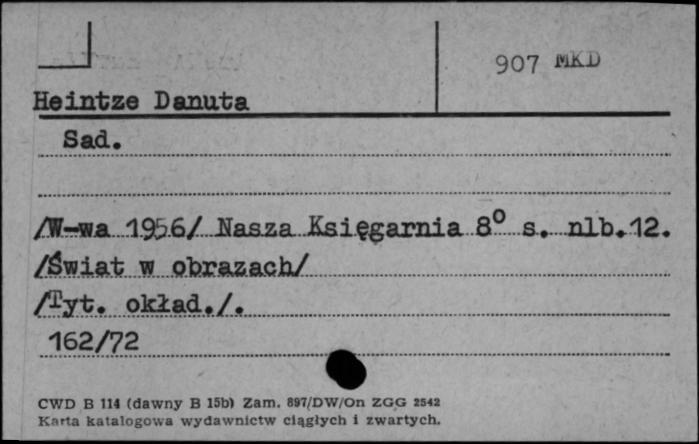 907 MKD
Heintze Danuta
Sad.
/W-wa 1956/ Nasza Księgarnia 8° s. nlb.12.
/Świat w obrazach/
/Tyt. okład./.
162/72
CWD B 114 (dawny B 15b) Zam. 897/DW/On ZGG 2542
Karta katalogowa wydawnictw ciągłych i zwartych.